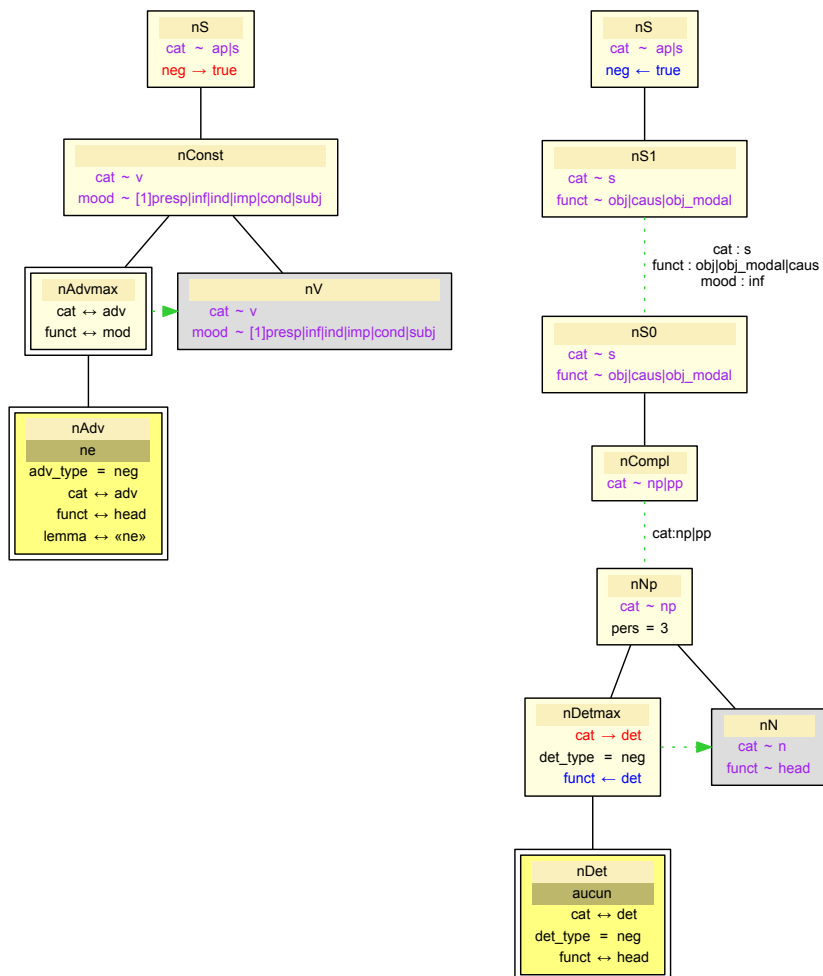 nS
cat ~ ap|s
neg → true
nConst
cat ~ v
mood ~ [1]presp|inf|ind|imp|cond|subj
nAdvmax
cat ↔ adv
funct ↔ mod
nV
cat ~ v
mood ~ [1]presp|inf|ind|imp|cond|subj
nAdv
ne
adv_type = neg
cat ↔ adv
funct ↔ head
lemma ↔ «ne»
nS
cat ~ ap|s
neg ← true
nS1
cat ~ s
funct ~ obj|caus|obj_modal
cat : s
funct : obj|obj_modal|caus
mood : inf
nS0
cat ~ s
funct ~ obj|caus|obj_modal
nCompl
cat ~ np|pp
cat:np|pp
nNp
cat ~ np
pers = 3
nDetmax
cat → det
det_type = neg
funct ← det
nN
cat ~ n
funct ~ head
nDet
aucun
cat ↔ det
det_type = neg
funct ↔ head